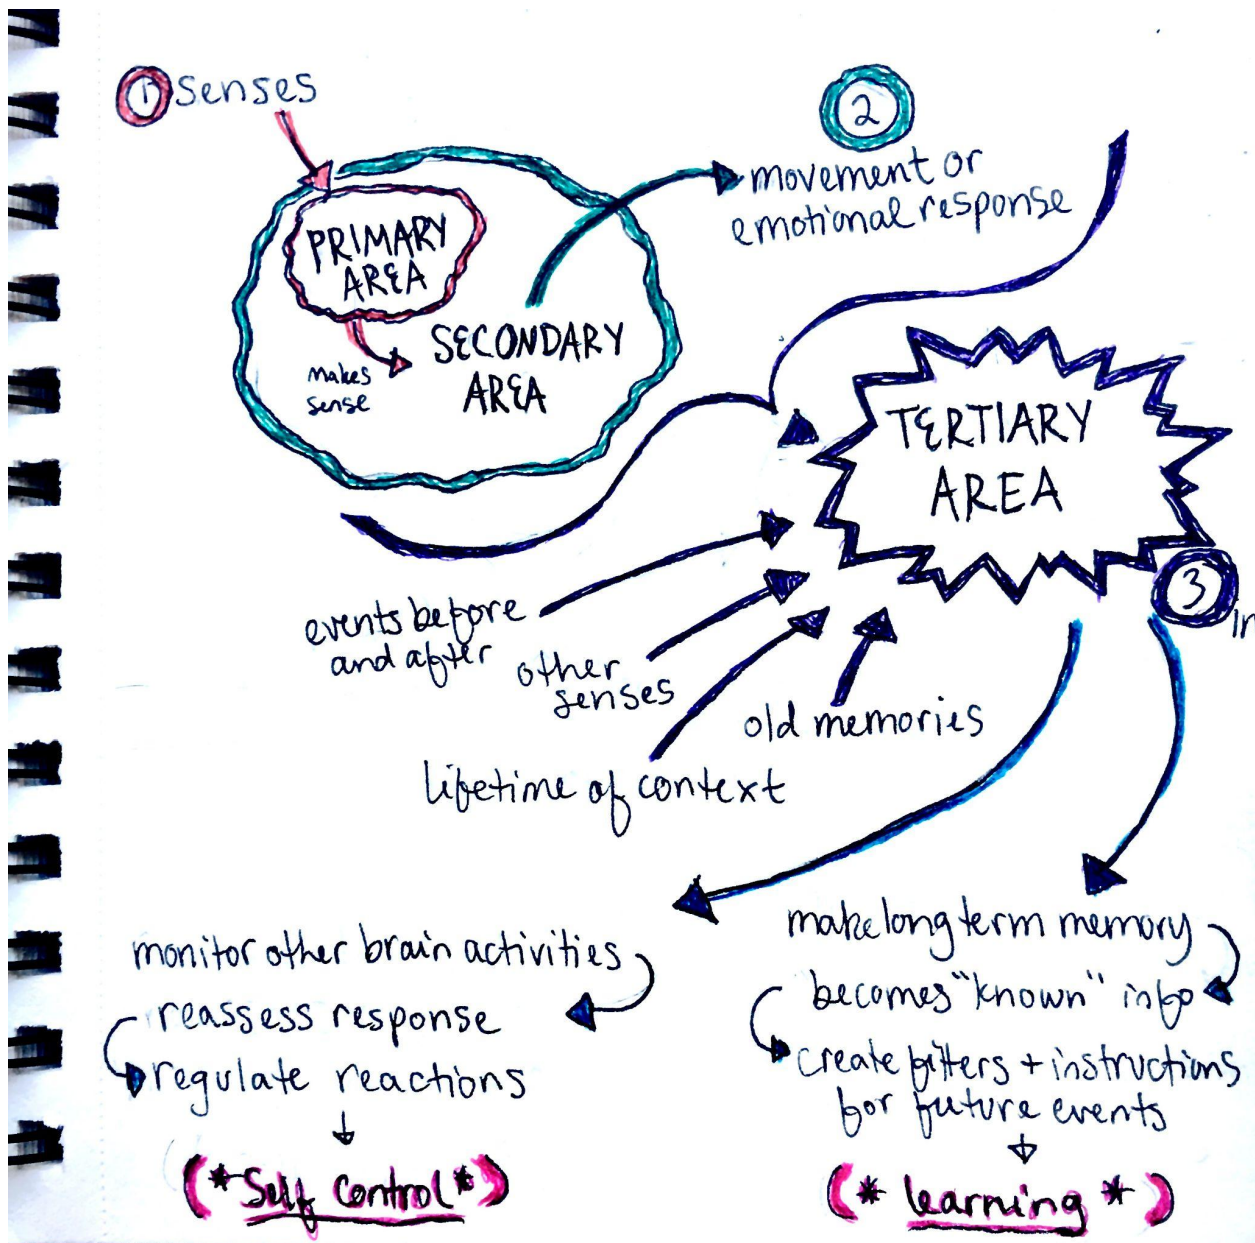 1 senses
2
movement or
emotional response
PRIMARY
AREA
makes
sense
SECONDARY
AREA
TERTIARY
AREA
3
in
events before
and after
other
senses
old memories
lifetime of context
monitor other brain activities
reassess response
regulate reactions
(*Self Control*)
make long term memory
becomes "known" info
create filters + instructions
for future events
(* learning *)